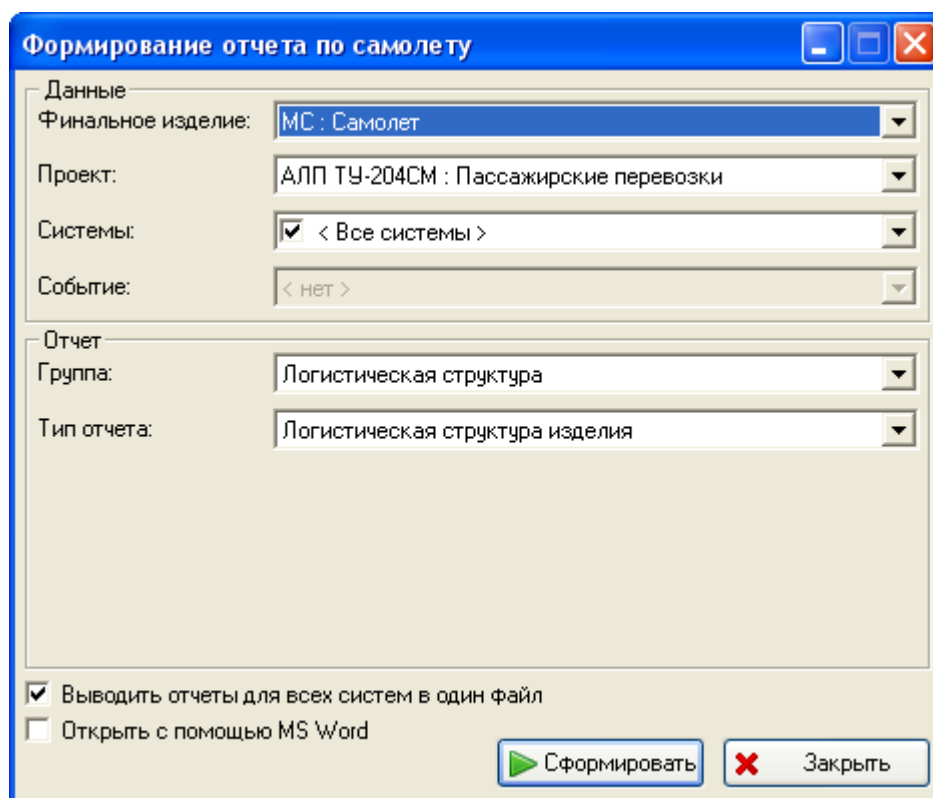 Формирование отчета по самолету
Данные
Финальное изделие: МС : Самолет
Проект: АЛП ТУ-204СМ : Пассажирские перевозки
Системы: < Все системы >
Событие: < нет >
Отчет
Группа: Логистическая структура
Тип отчета: Логистическая структура изделия
Выводить отчеты для всех систем в один файл
Открыть с помощью MS Word
Сформировать Закрыть